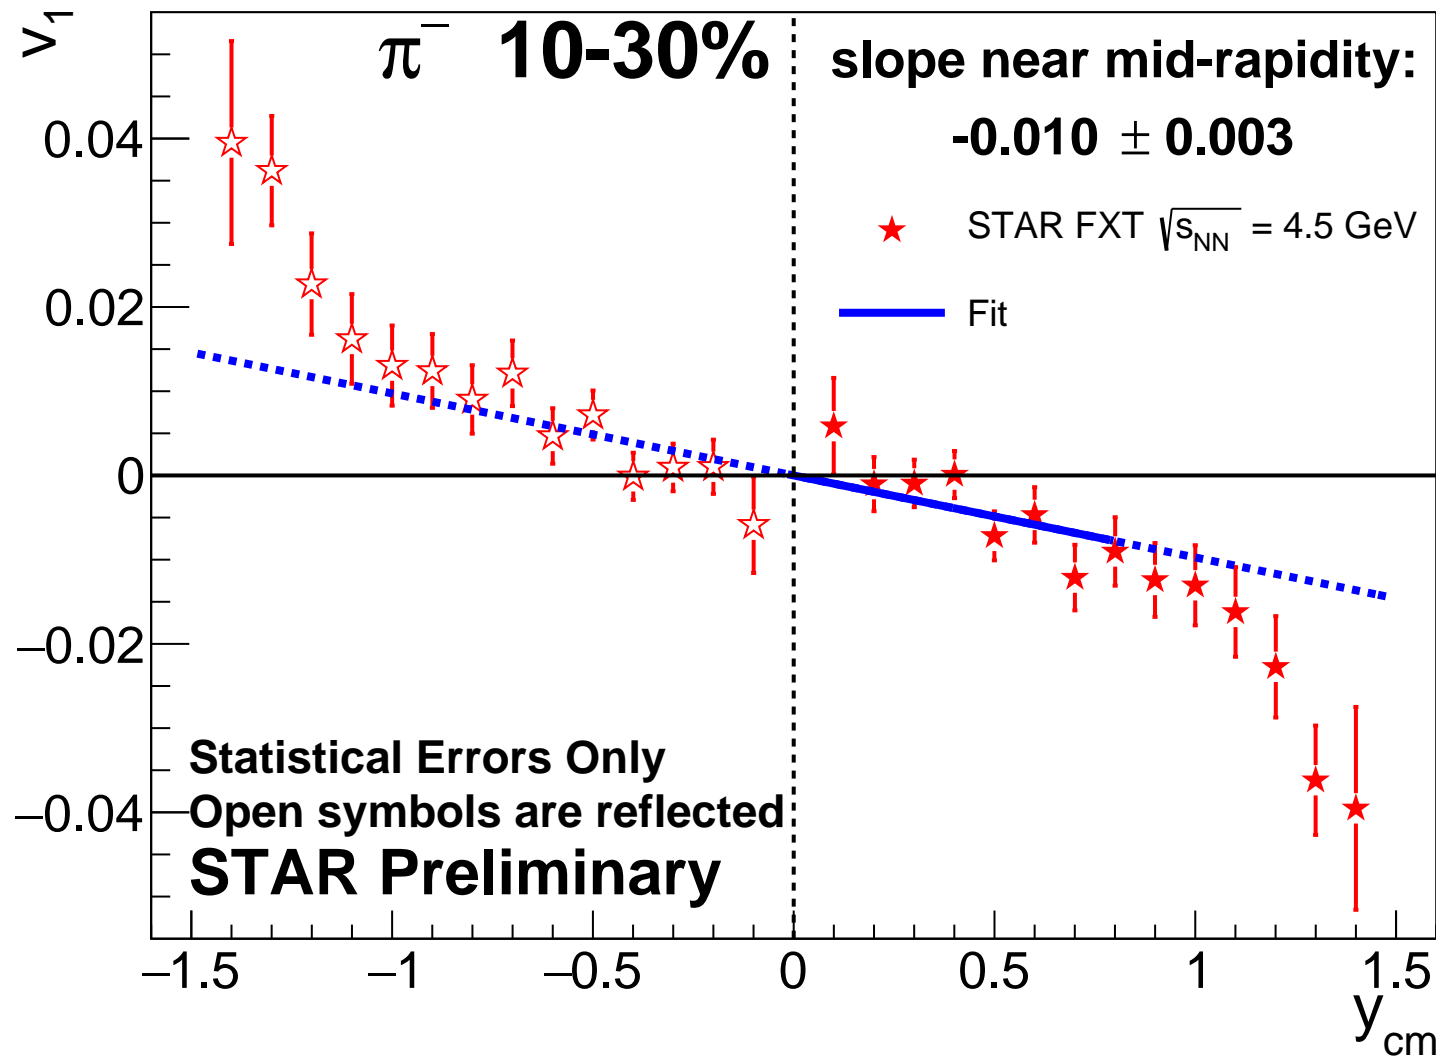 v1
π− 10-30%
slope near mid-rapidity:
-0.010 ± 0.003
STAR FXT √sNN = 4.5 GeV
Fit
0.04
0.02
0
−0.02
−0.04
Statistical Errors Only
Open symbols are reflected
STAR Preliminary
−1.5 −1 −0.5 0 0.5 1 1.5
ycm